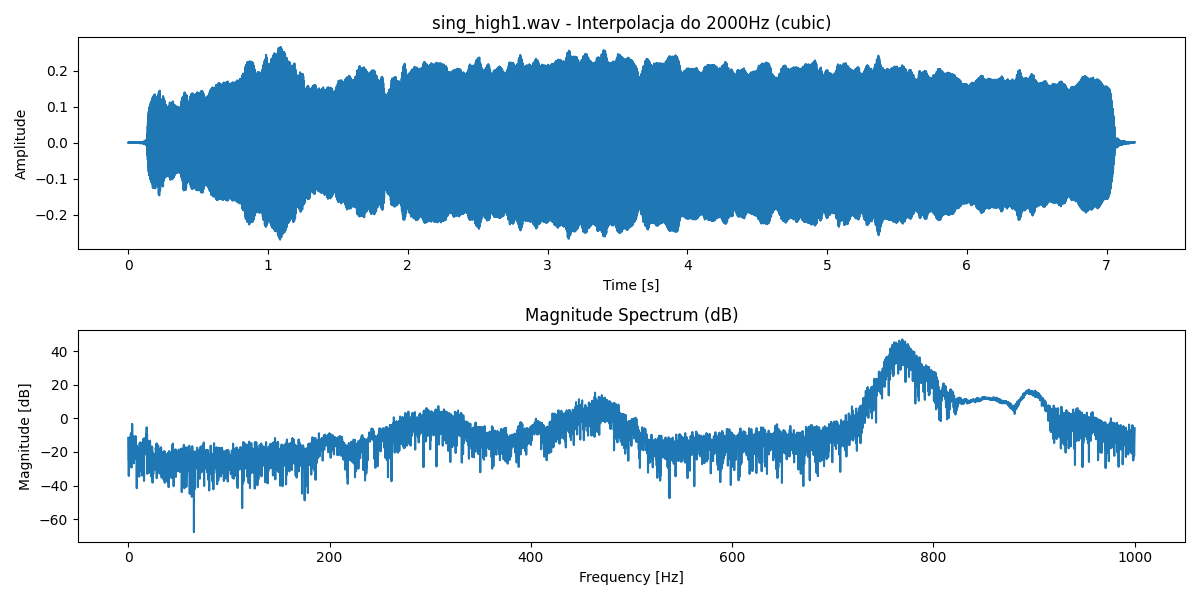 sing_high1.wav - Interpolacja do 2000Hz (cubic)
Amplitude
0.2
0.1
0.0
−0.1
−0.2
0 1 2 3 4 5 6 7
Time [s]
Magnitude Spectrum (dB)
Magnitude [dB]
40
20
0
−20
−40
−60
0 200 400 600 800 1000
Frequency [Hz]